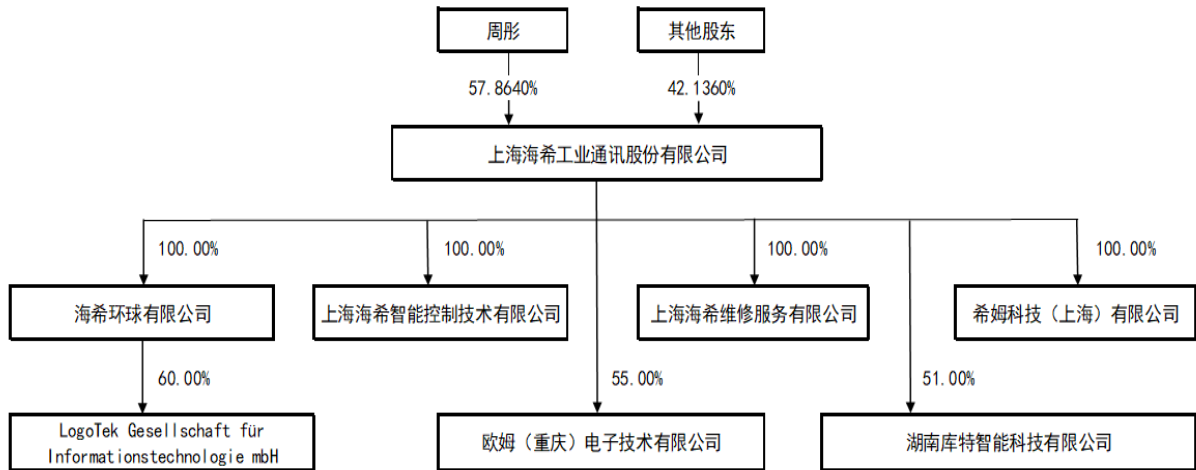 周彤
其他股东
57.8640%
42.1360%
上海海希工业通讯股份有限公司
100.00%
100.00%
100.00%
100.00%
海希环球有限公司
上海海希智能控制技术有限公司
上海海希维修服务有限公司
希姆科技（上海）有限公司
60.00%
55.00%
51.00%
LogoTek Gesellschaft für
Informationstechnologie mbH
欧姆（重庆）电子技术有限公司
湖南库特智能科技有限公司